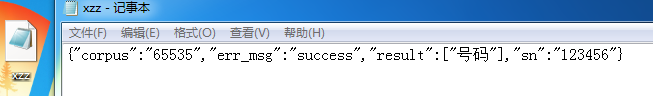 xzz - 记事本
文件(F) 编辑(E) 格式(O) 查看(V) 帮助(H)
{"corpus":"65535","err_msg":"success","result":["号码"],"sn":"123456"}
xzz